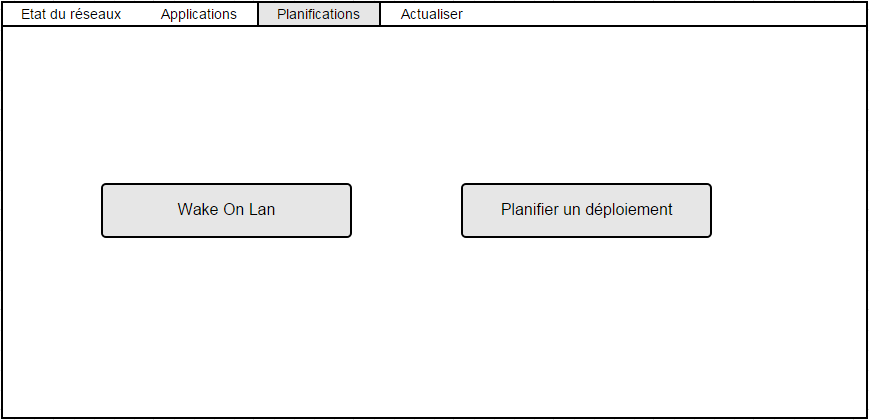 Etat du réseaux Applications Planifications Actualiser
Wake On Lan Planifier un déploiement